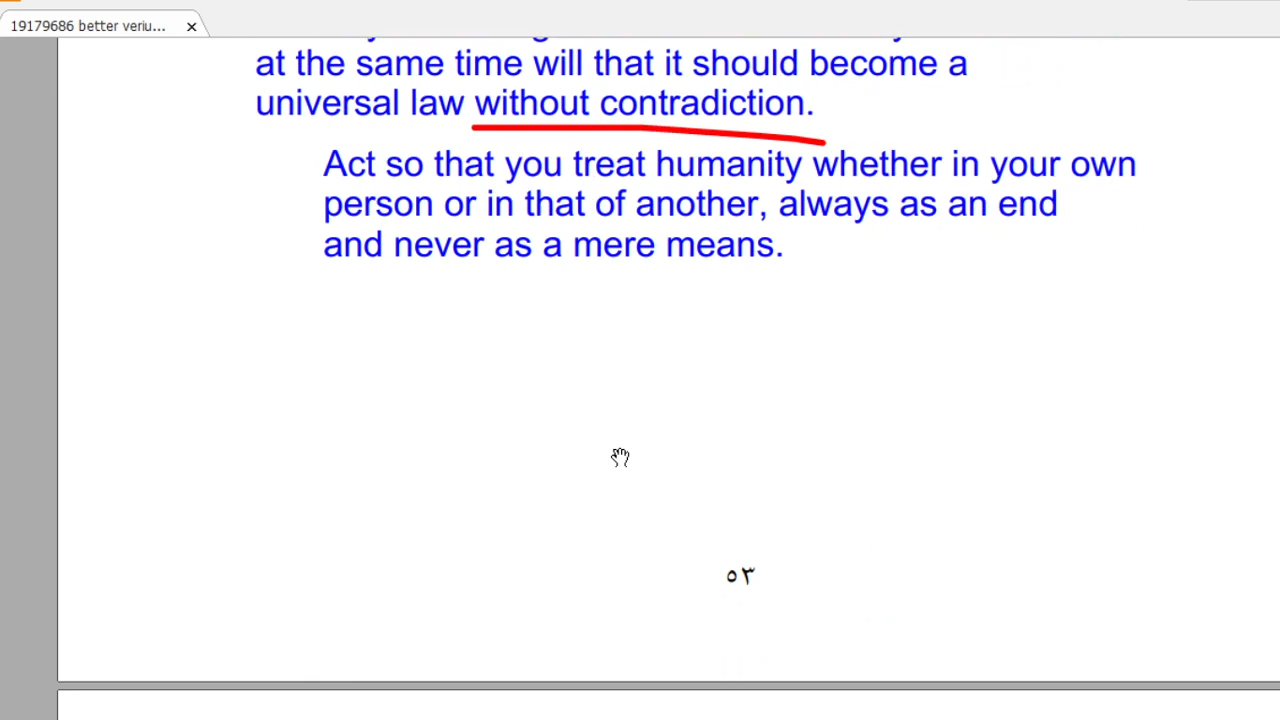 19179686 better veriu...
at the same time will that it should become a
universal law without contradiction.
Act so that you treat humanity whether in your own
person or in that of another, always as an end
and never as a mere means.
٥٣